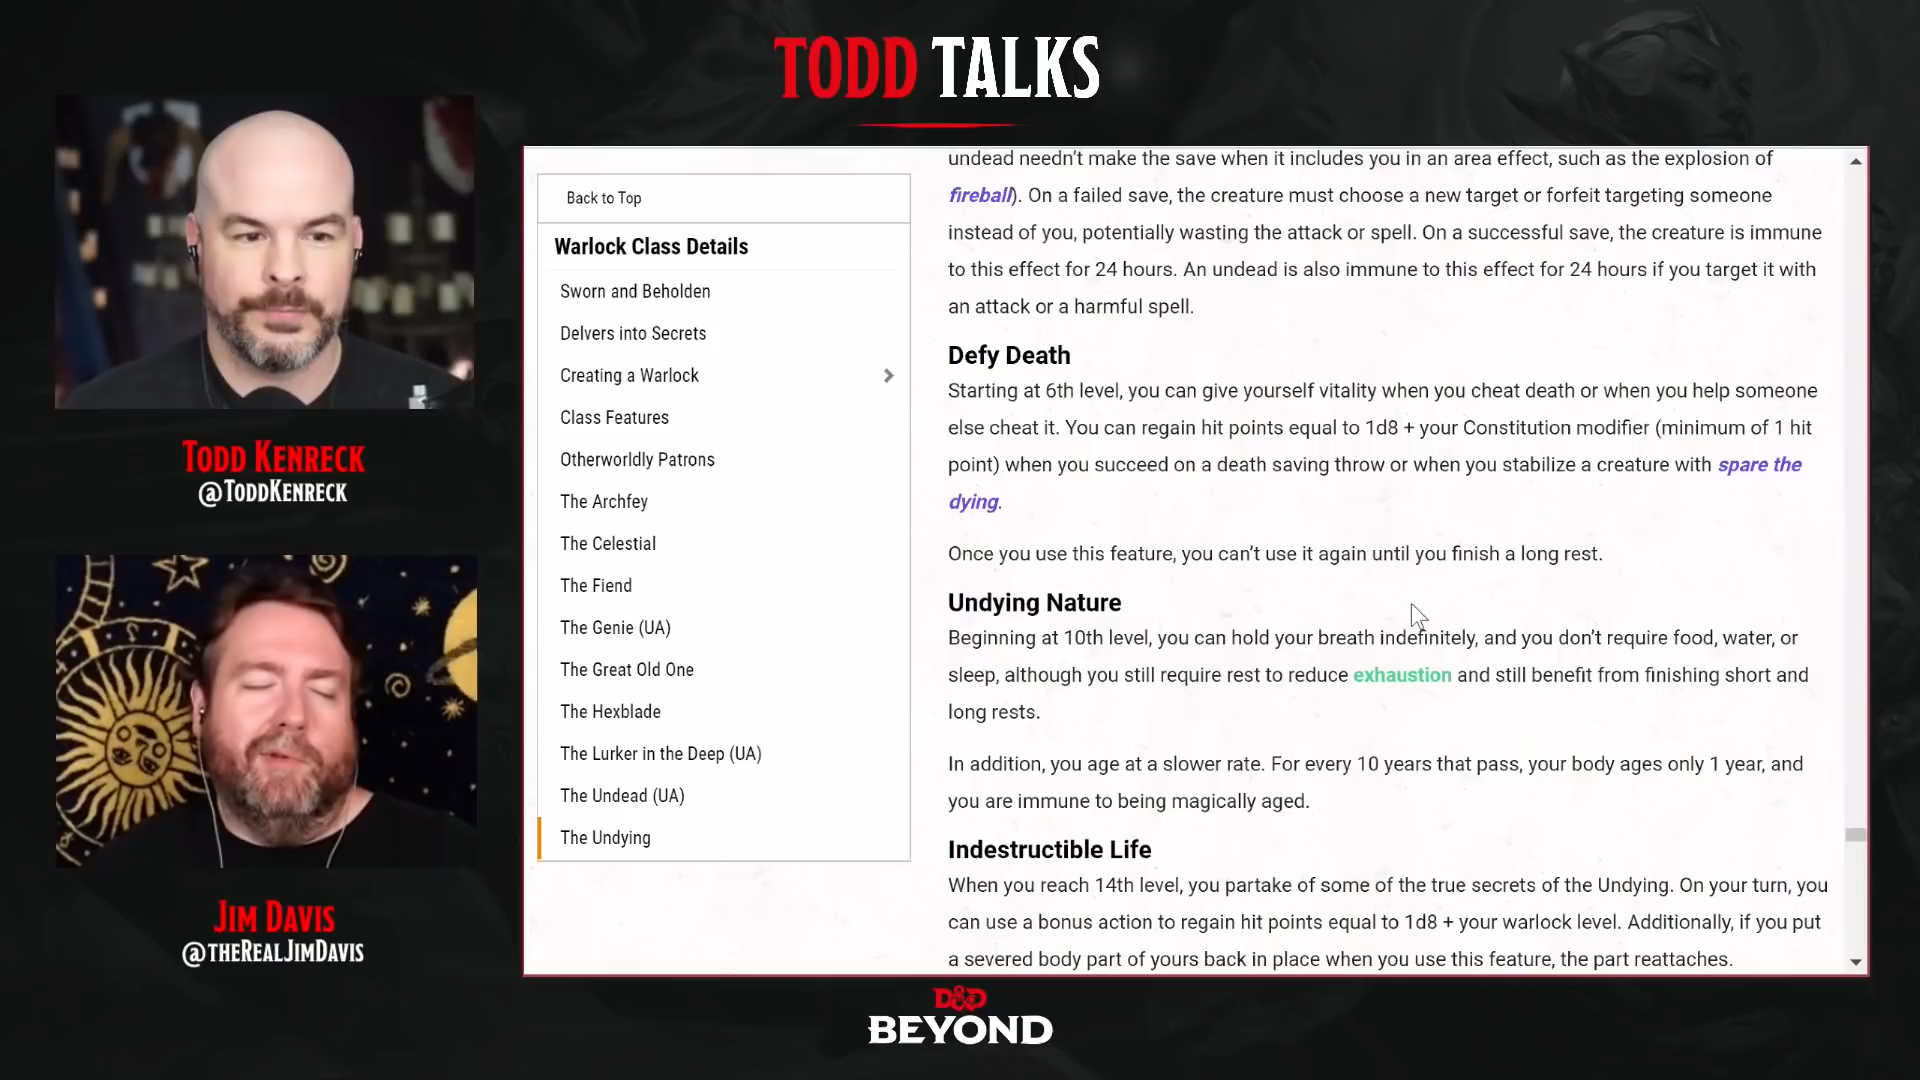 TODD TALKS
TODD KENRECK
@TODDKENRECK
JIM DAVIS
@THEREALJIMDAVIS
Back to Top
Warlock Class Details
Sworn and Beholden
Delvers into Secrets
Creating a Warlock
Class Features
Otherworldly Patrons
The Archfey
The Celestial
The Fiend
The Genie (UA)
The Great Old One
The Hexblade
The Lurker in the Deep (UA)
The Undead (UA)
The Undying
undead needn't make the save when it includes you in an area effect, such as the explosion of
fireball). On a failed save, the creature must choose a new target or forfeit targeting someone
instead of you, potentially wasting the attack or spell. On a successful save, the creature is immune
to this effect for 24 hours. An undead is also immune to this effect for 24 hours if you target it with
an attack or a harmful spell.
Defy Death
Starting at 6th level, you can give yourself vitality when you cheat death or when you help someone
else cheat it. You can regain hit points equal to 1d8 + your Constitution modifier (minimum of 1 hit
point) when you succeed on a death saving throw or when you stabilize a creature with spare the
dying.
Once you use this feature, you can't use it again until you finish a long rest.
Undying Nature
Beginning at 10th level, you can hold your breath indefinitely, and you don't require food, water, or
sleep, although you still require rest to reduce exhaustion and still benefit from finishing short and
long rests.
In addition, you age at a slower rate. For every 10 years that pass, your body ages only 1 year, and
you are immune to being magically aged.
Indestructible Life
When you reach 14th level, you partake of some of the true secrets of the Undying. On your turn, you
can use a bonus action to regain hit points equal to 1d8 + your warlock level. Additionally, if you put
a severed body part of yours back in place when you use this feature, the part reattaches.
D&D
BEYOND